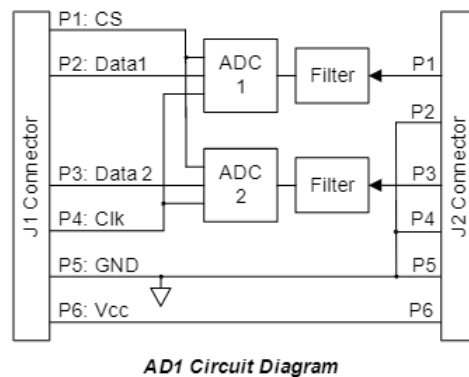 J1 Connector
P1: CS
P2: Data1
P3: Data 2
P4: Clk
P5: GND
P6: Vcc
ADC
1
Filter
ADC
2
Filter
P1
P2
P3
P4
P5
P6
J2 Connector
AD1 Circuit Diagram